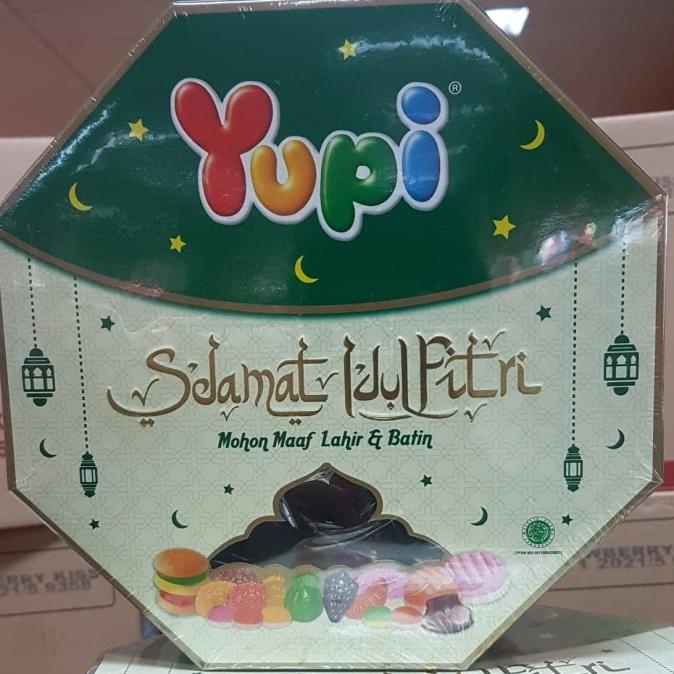 Yupi®
Selamat Idul Fitri
Mohon Maaf Lahir & Batin